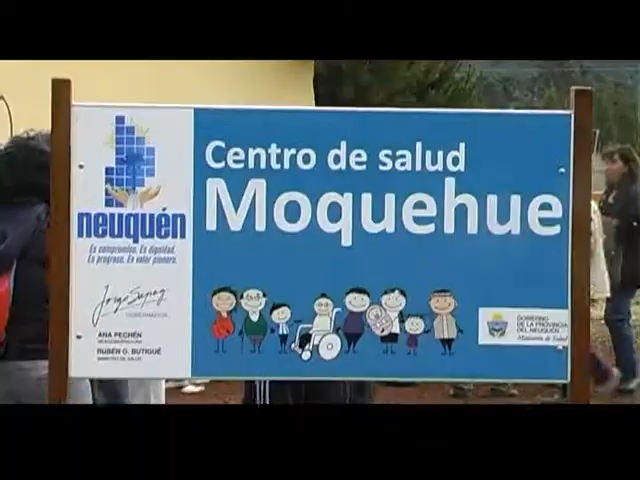 neuquén
Es compromiso. Es dignidad.
Es progreso. Es valor pionero.
Jorge Sapag
GOBERNADOR
ANA PECHÉN
VICEGOBERNADORA
RUBÉN O. BUTIGUÉ
MINISTRO DE SALUD
Centro de salud
Moquehue
GOBIERNO
DE LA PROVINCIA
DEL NEUQUÉN
Ministerio de Salud